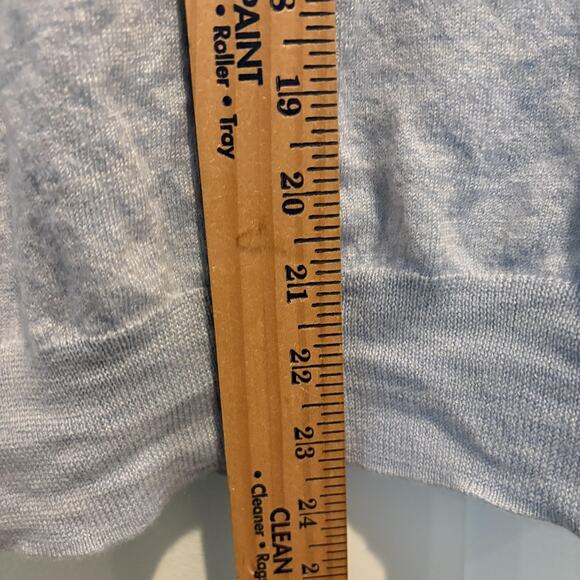 PAINT
• Roller • Tray
19
20
21
22
23
24
CLEAN
• Cleaner • Rag